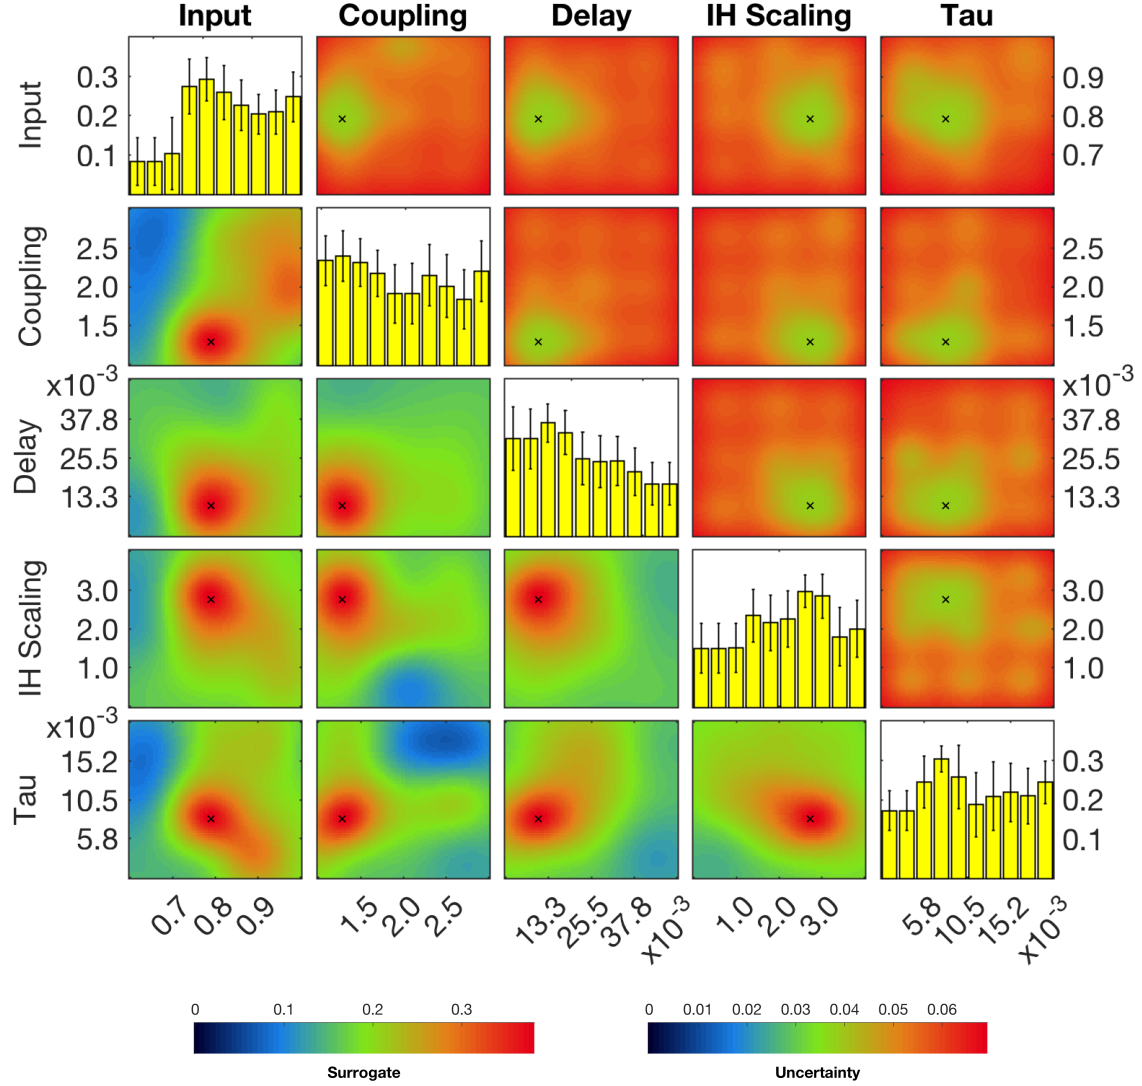 Input Coupling Delay IH Scaling Tau
Input 0.3 0.2 0.1 0.9 0.8 0.7
Coupling 2.5 2.0 1.5 2.5 2.0 1.5
Delay x10-3 37.8 25.5 13.3 x10-3 37.8 25.5 13.3
IH Scaling 3.0 2.0 1.0 3.0 2.0 1.0
Tau x10-3 15.2 10.5 5.8 0.3 0.2 0.1
0.7 0.8 0.9 1.5 2.0 2.5 13.3 25.5 37.8 x10-3 1.0 2.0 3.0 5.8 10.5 15.2 x10-3
0 0.1 0.2 0.3 0 0.01 0.02 0.03 0.04 0.05 0.06
Surrogate Uncertainty